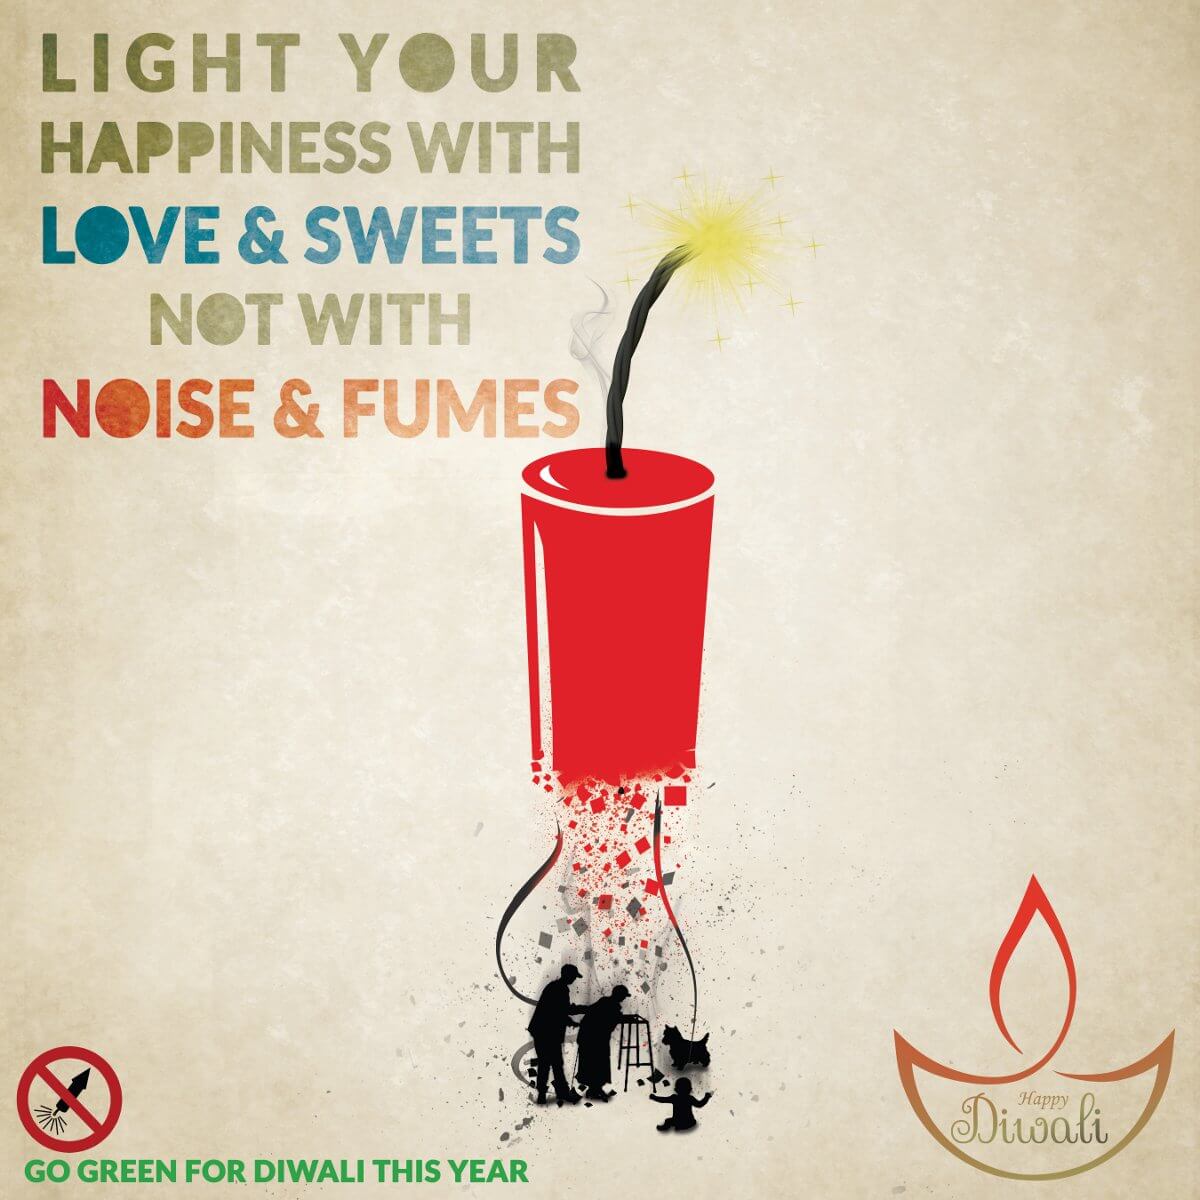 LIGHT YOUR
HAPPINESS WITH
LOVE & SWEETS
NOT WITH
NOISE & FUMES
Happy
Diwali
GO GREEN FOR DIWALI THIS YEAR